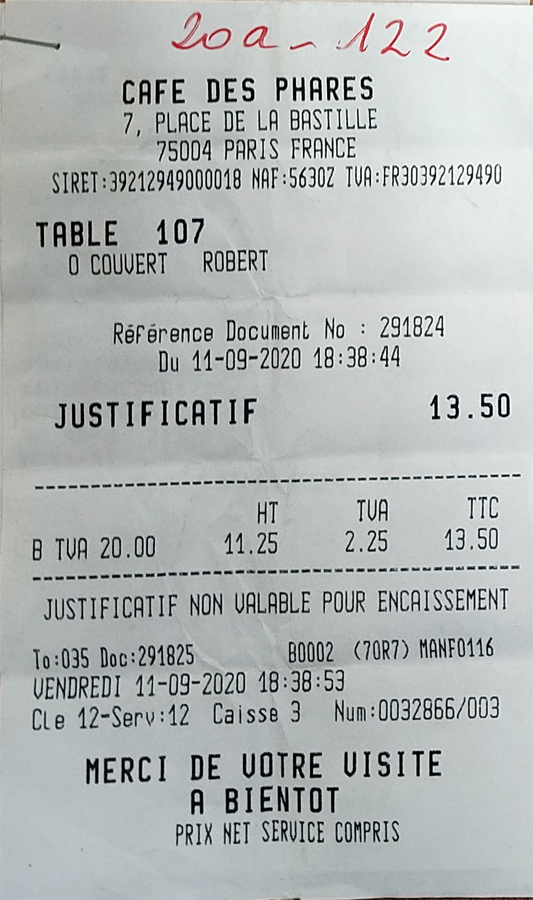 20a - 122
CAFE DES PHARES
7, PLACE DE LA BASTILLE
75004 PARIS FRANCE
SIRET:39212949000018 NAF:5630Z TVA:FR30392129490
TABLE 107
0 COUVERT ROBERT
Référence Document No : 291824
Du 11-09-2020 18:38:44
JUSTIFICATIF 13.50
HT TVA TTC
B TVA 20.00 11.25 2.25 13.50
JUSTIFICATIF NON VALABLE POUR ENCAISSEMENT
To:035 Doc:291825 B0002 (70R7) MANF0116
VENDREDI 11-09-2020 18:38:53
CLe 12-Serv:12 Caisse 3 Num:0032866/003
MERCI DE VOTRE VISITE
A BIENTOT
PRIX NET SERVICE COMPRIS